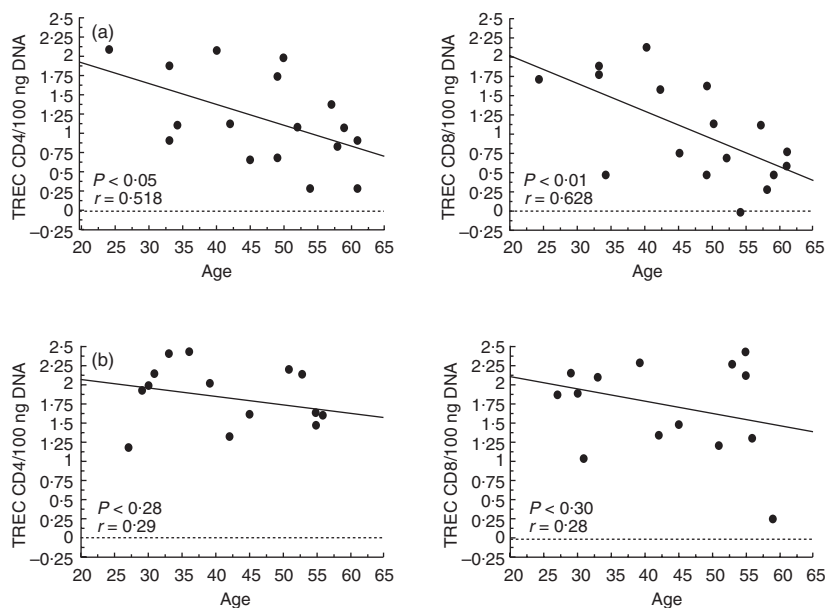 (a)
TREC CD4/100 ng DNA
2·5
2·25
2
1·75
1·5
1·25
1
0·75
0·5
0·25
0
−0·25
P < 0·05
r = 0·518
20 25 30 35 40 45 50 55 60 65
Age
TREC CD8/100 ng DNA
2·5
2·25
2
1·75
1·5
1·25
1
0·75
0·5
0·25
0
−0·25
P < 0·01
r = 0·628
20 25 30 35 40 45 50 55 60 65
Age
(b)
TREC CD4/100 ng DNA
2·5
2·25
2
1·75
1·5
1·25
1
0·75
0·5
0·25
0
−0·25
P < 0·28
r = 0·29
20 25 30 35 40 45 50 55 60 65
Age
TREC CD8/100 ng DNA
2·5
2·25
2
1·75
1·5
1·25
1
0·75
0·5
0·25
0
−0·25
P < 0·30
r = 0·28
20 25 30 35 40 45 50 55 60 65
Age